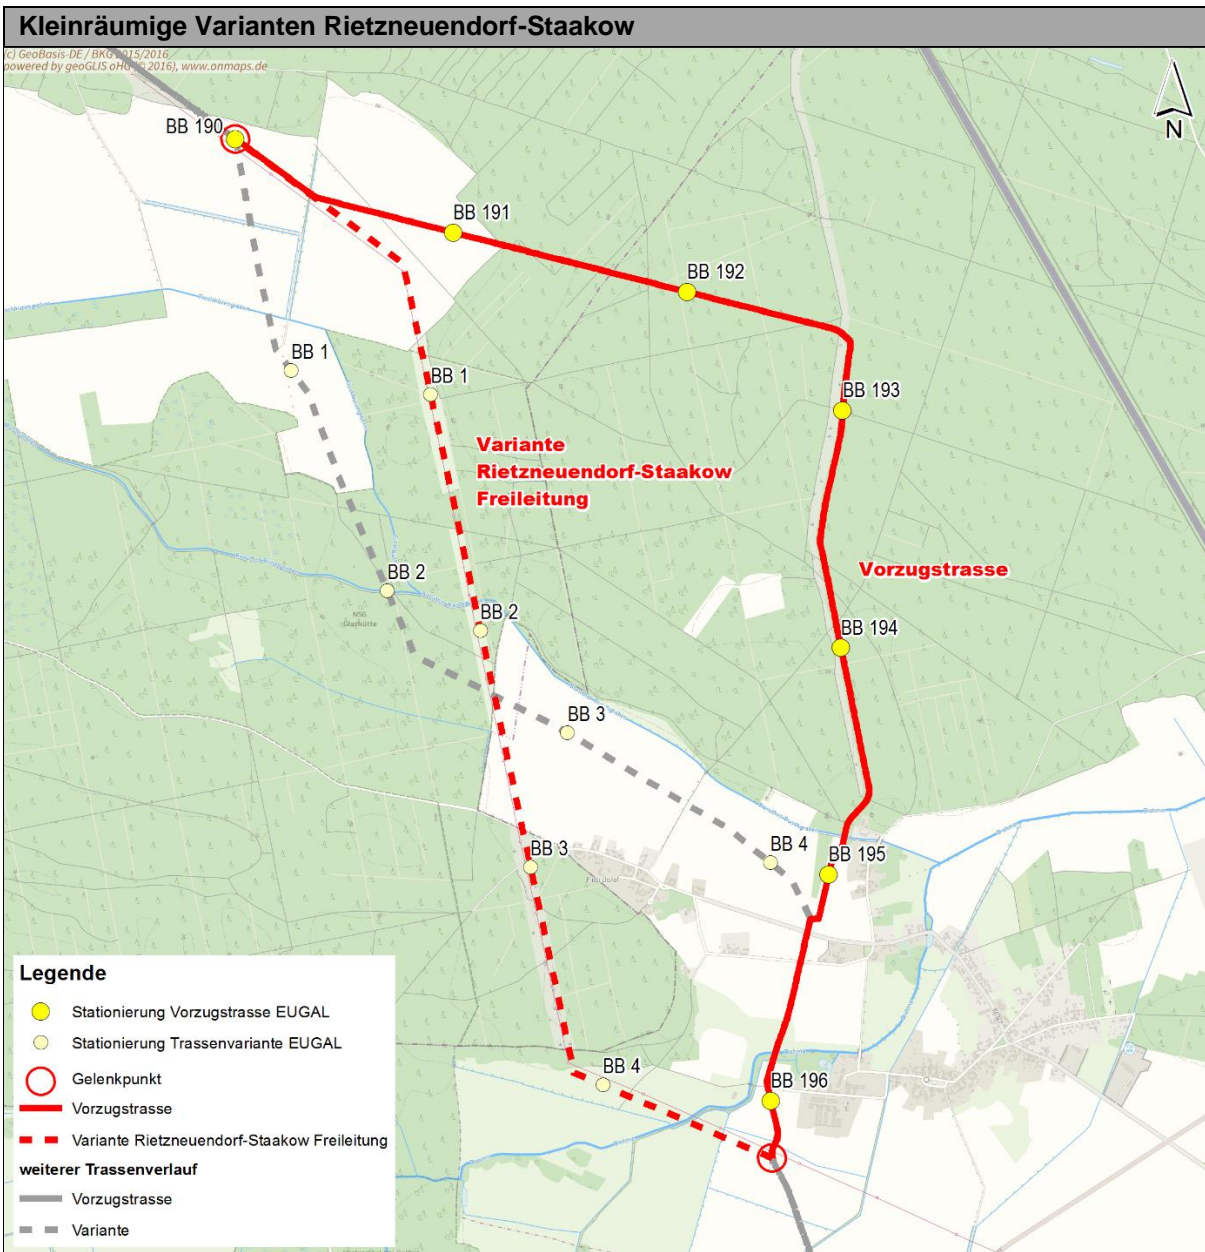 Kleinräumige Varianten Rietzneuendorf-Staakow
(c) GeoBasis-DE / BKG 2015/2016
powered by geoGLIS oHG (© 2016), www.onmaps.de
N
BB 190
BB 191
BB 192
BB 1
BB 1
BB 193
Variante
Rietzneuendorf-Staakow
Freileitung
Vorzugstrasse
BB 2
NSG
Glashütte
BB 2
BB 194
BB 3
BB 3
BB 4
BB 195
BB 4
BB 196
Dahme
Legende
Stationierung Vorzugstrasse EUGAL
Stationierung Trassenvariante EUGAL
Gelenkpunkt
Vorzugstrasse
Variante Rietzneuendorf-Staakow Freileitung
weiterer Trassenverlauf
Vorzugstrasse
Variante